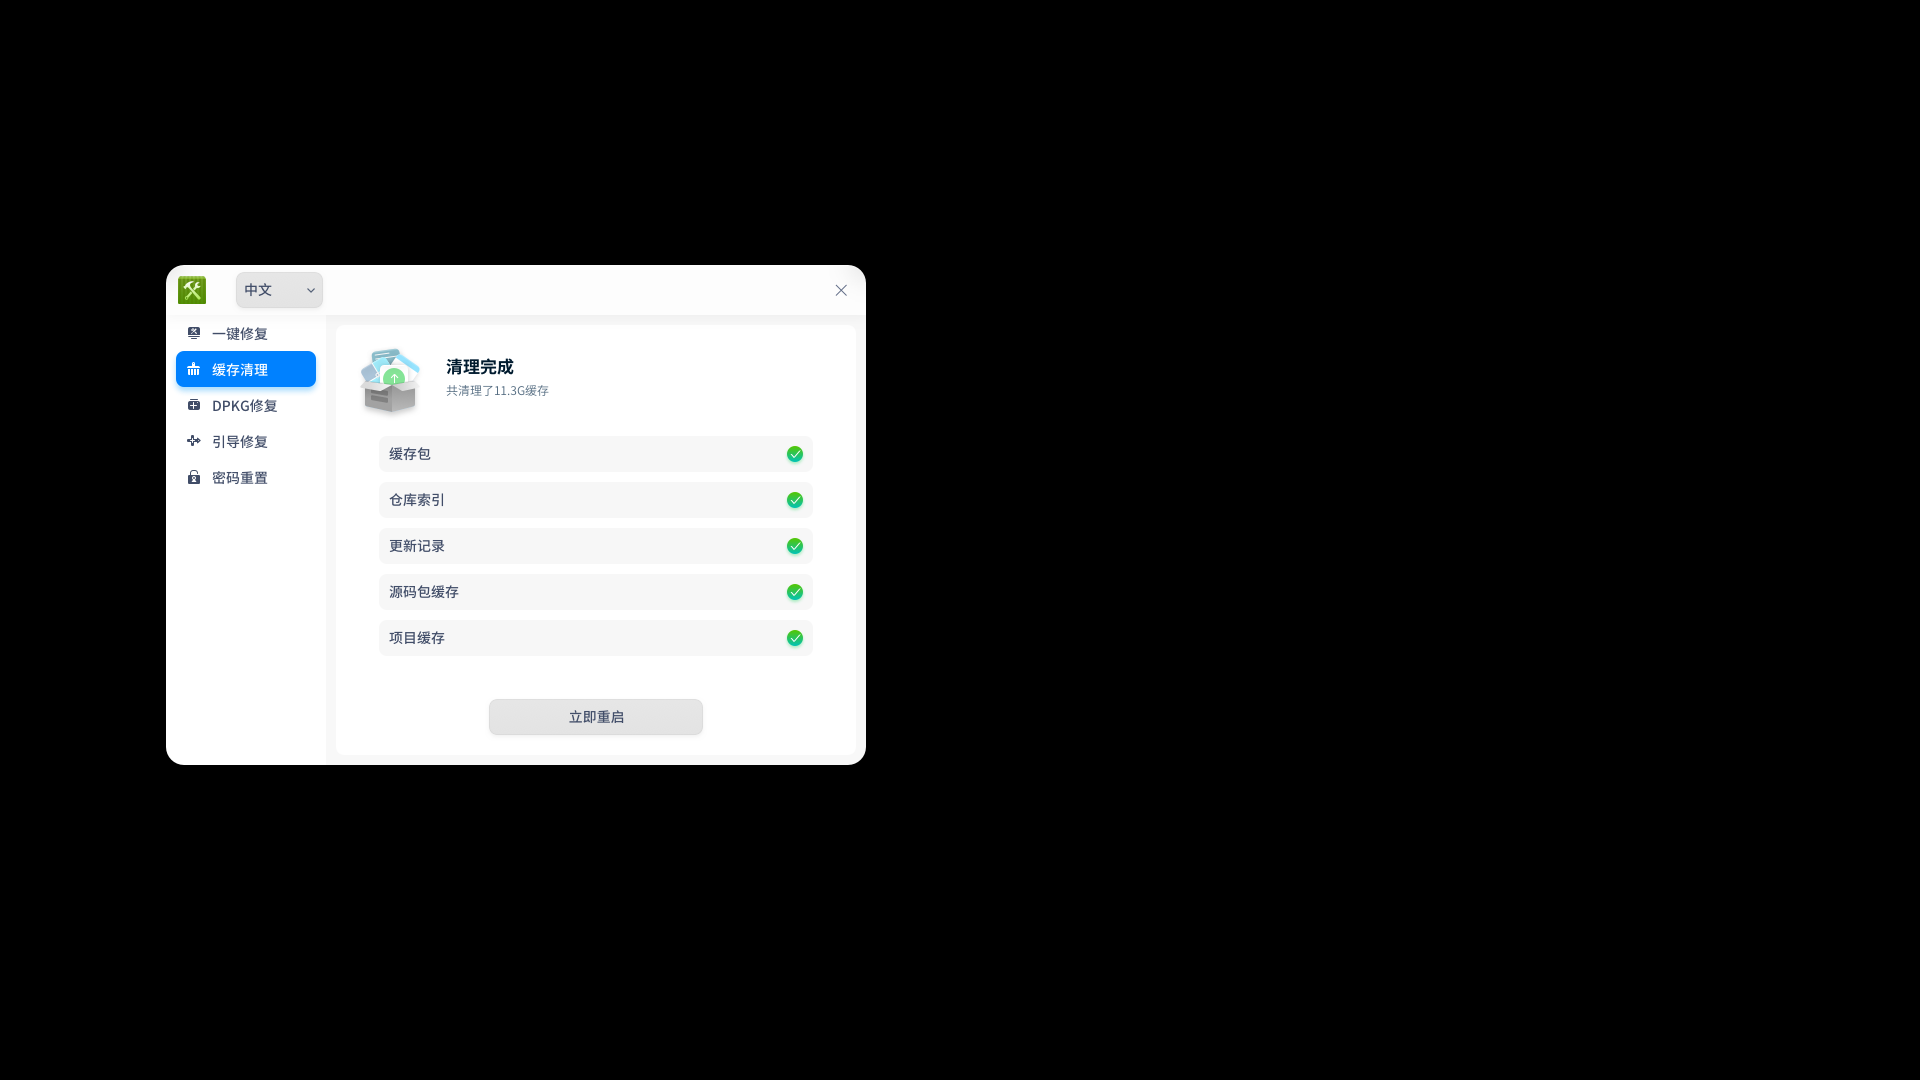 中文
一键修复
缓存清理
DPKG修复
引导修复
密码重置
清理完成
共清理了11.3G缓存
缓存包
仓库索引
更新记录
源码包缓存
项目缓存
立即重启